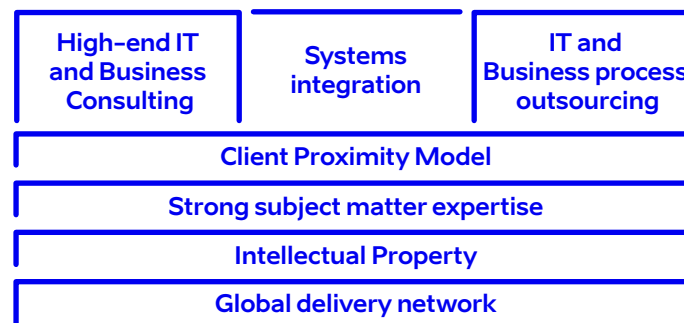 High-end IT
and Business
Consulting
Systems
integration
IT and
Business process
outsourcing
Client Proximity Model
Strong subject matter expertise
Intellectual Property
Global delivery network